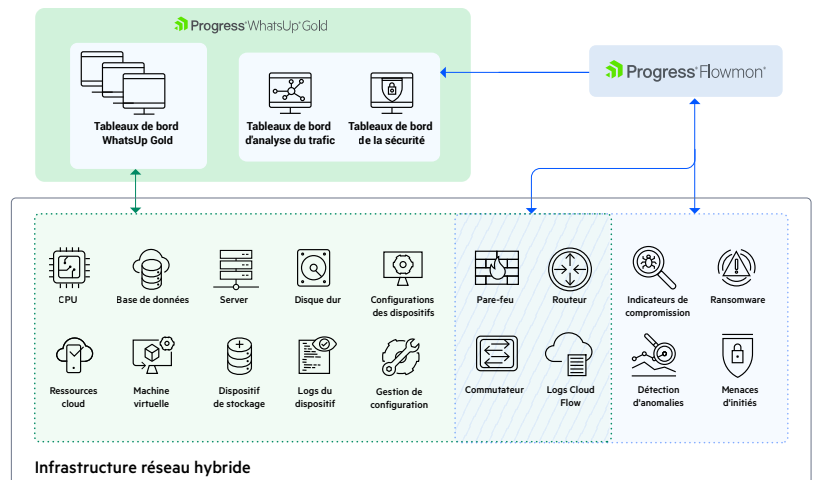 Progress® WhatsUp® Gold
Progress® Flowmon®
Tableaux de bord
WhatsUp Gold
Tableaux de bord
d'analyse du trafic
Tableaux de bord
de la sécurité
CPU
Base de données
Server
Disque dur
Configurations
des dispositifs
Pare-feu
Routeur
Indicateurs de
compromission
Ransomware
Ressources
cloud
Machine
virtuelle
Dispositif
de stockage
Logs du
dispositif
Gestion de
configuration
Commutateur
Logs Cloud
Flow
Détection
d'anomalies
Menaces
d'initiés
Infrastructure réseau hybride